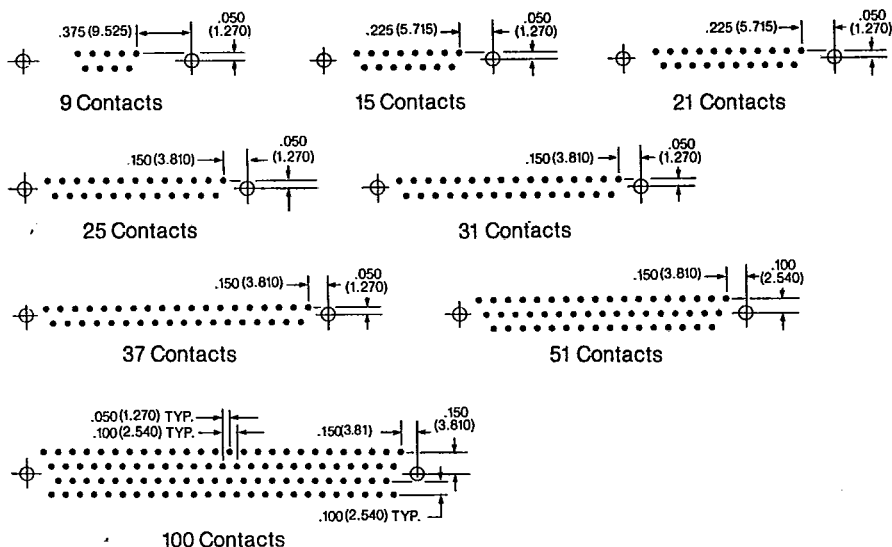 .375 (9.525)
.050
(1.270)
9 Contacts
.225 (5.715)
.050
(1.270)
15 Contacts
.225 (5.715)
.050
(1.270)
21 Contacts
.150 (3.810)
.050
(1.270)
25 Contacts
.150 (3.810)
.050
(1.270)
31 Contacts
.150 (3.810)
.050
(1.270)
37 Contacts
.150 (3.810)
.100
(2.540)
51 Contacts
.050 (1.270) TYP.
.100 (2.540) TYP.
.150 (3.81)
.150
(3.810)
.100 (2.540) TYP.
100 Contacts